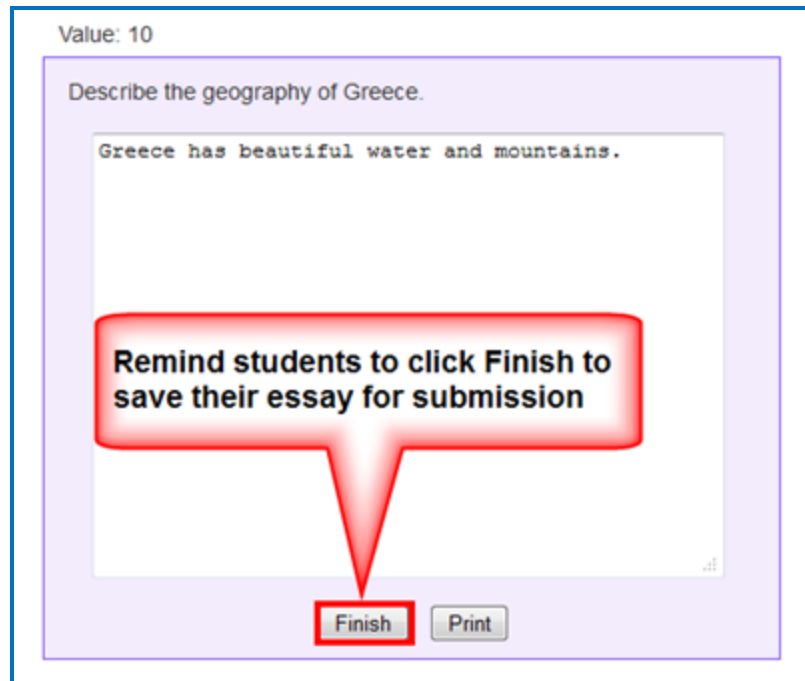 Value: 10
Describe the geography of Greece.
Greece has beautiful water and mountains.
Remind students to click Finish to
save their essay for submission
Finish
Print